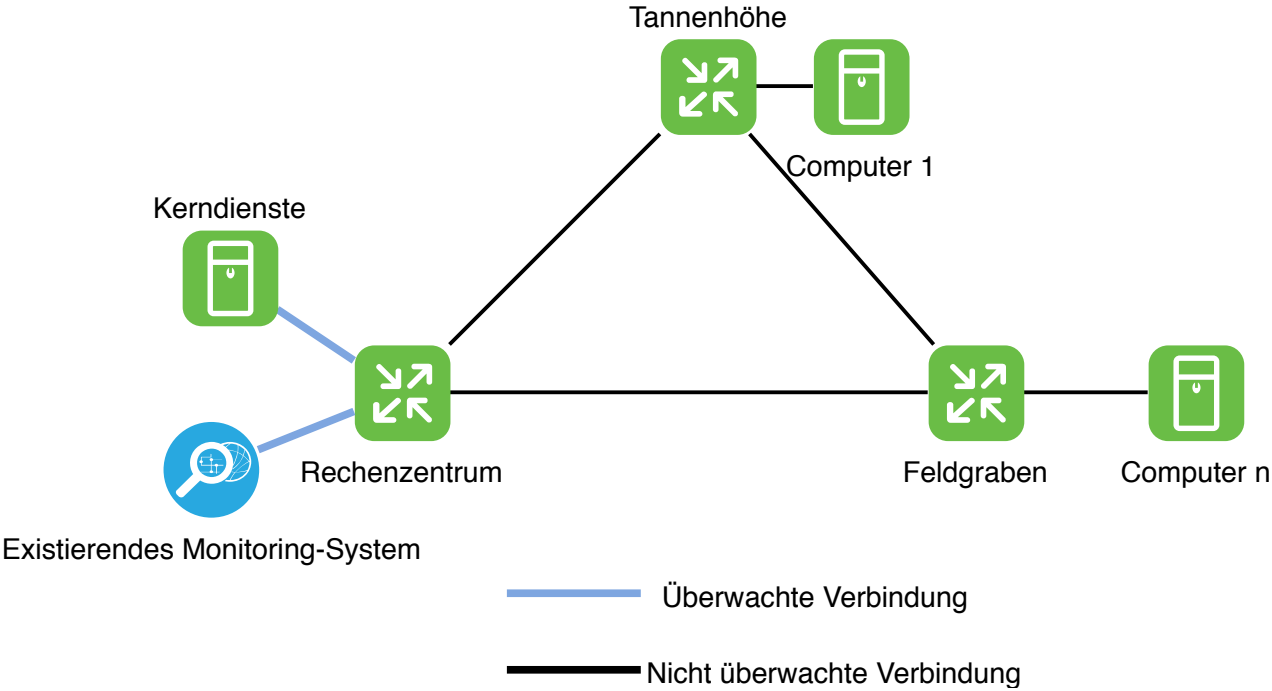 Tannenhöhe
Computer 1
Kerndienste
Rechenzentrum
Feldgraben
Computer n
Existierendes Monitoring-System
Überwachte Verbindung
Nicht überwachte Verbindung